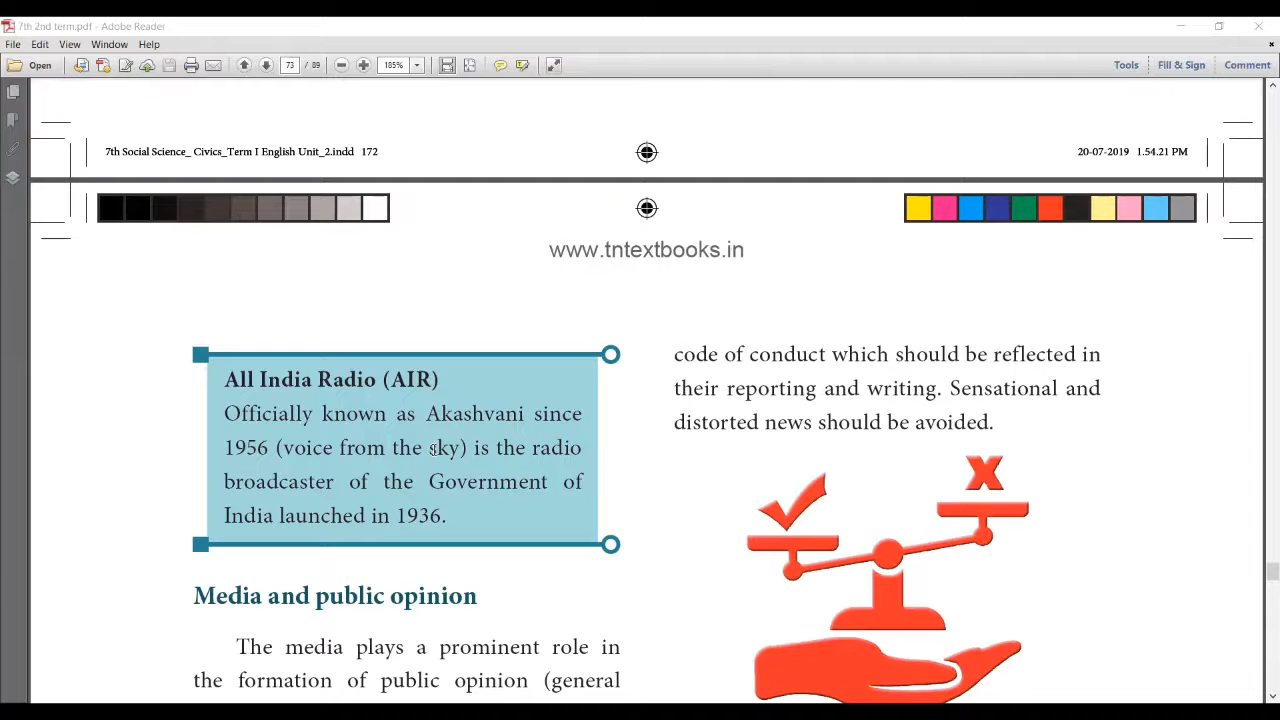 7th 2nd term.pdf - Adobe Reader
File Edit View Window Help
Open 73 / 89 185% Tools Fill & Sign Comment
7th Social Science_ Civics_Term I English Unit_2.indd 172
20-07-2019 1.54.21 PM
www.tntextbooks.in
All India Radio (AIR)
Officially known as Akashvani since
1956 (voice from the sky) is the radio
broadcaster of the Government of
India launched in 1936.
Media and public opinion
The media plays a prominent role in
the formation of public opinion (general
code of conduct which should be reflected in
their reporting and writing. Sensational and
distorted news should be avoided.